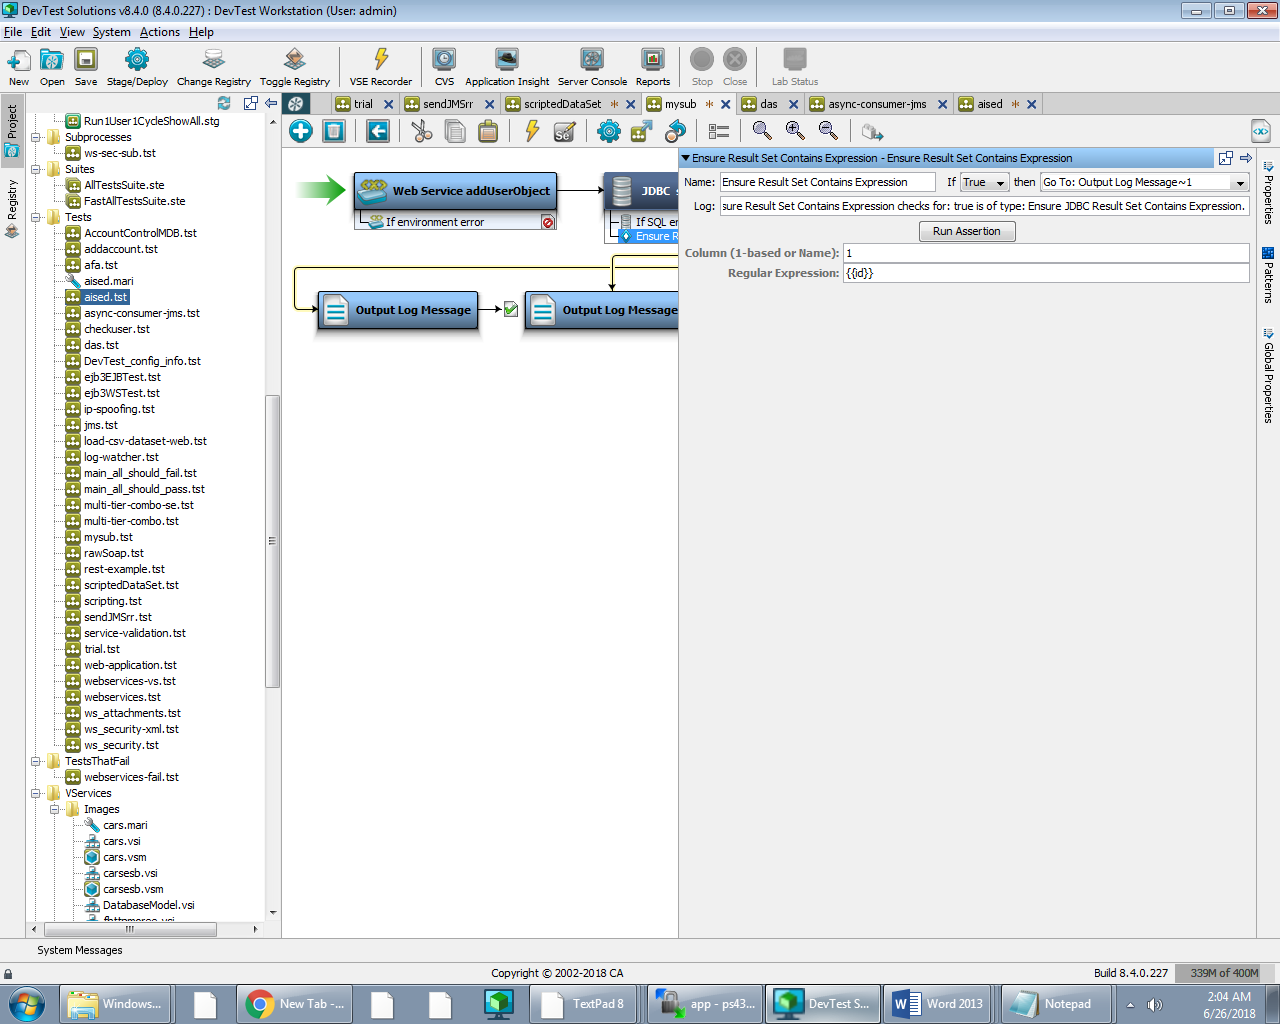 DevTest Solutions v8.4.0 (8.4.0.227) : DevTest Workstation (User: admin)
File Edit View System Actions Help
New Open Save Stage/Deploy Change Registry Toggle Registry VSE Recorder CVS Application Insight Server Console Reports Stop Close Lab Status
trial sendJMSrr scriptedDataSet * mysub * das async-consumer-jms aised *
Project
Registry
Run1User1CycleShowAll.stg
Subprocesses
ws-sec-sub.tst
Suites
AllTestsSuite.ste
FastAllTestsSuite.ste
Tests
AccountControlMDB.tst
addaccount.tst
afa.tst
aised.mari
aised.tst
async-consumer-jms.tst
checkuser.tst
das.tst
DevTest_config_info.tst
ejb3EJBTest.tst
ejb3WSTest.tst
ip-spoofing.tst
jms.tst
load-csv-dataset-web.tst
log-watcher.tst
main_all_should_fail.tst
main_all_should_pass.tst
multi-tier-combo-se.tst
multi-tier-combo.tst
mysub.tst
rawSoap.tst
rest-example.tst
scriptedDataSet.tst
scripting.tst
sendJMSrr.tst
service-validation.tst
trial.tst
web-application.tst
webservices-vs.tst
webservices.tst
ws_attachments.tst
ws_security-xml.tst
ws_security.tst
TestsThatFail
webservices-fail.tst
VServices
Images
cars.mari
cars.vsi
cars.vsm
carsesb.vsi
carsesb.vsm
DatabaseModel.vsi
Web Service addUserObject
If environment error
JDBC s
If SQL er
Ensure R
Output Log Message
Output Log Message
Ensure Result Set Contains Expression - Ensure Result Set Contains Expression
Name: Ensure Result Set Contains Expression If True then Go To: Output Log Message~1
Log: sure Result Set Contains Expression checks for: true is of type: Ensure JDBC Result Set Contains Expression.
Run Assertion
Column (1-based or Name): 1
Regular Expression: {{id}}
Properties
Patterns
Global Properties
System Messages
Copyright © 2002-2018 CA
Build 8.4.0.227 339M of 400M
Windows... New Tab -... TextPad 8 app - ps43... DevTest S... Word 2013 Notepad
2:04 AM
6/26/2018